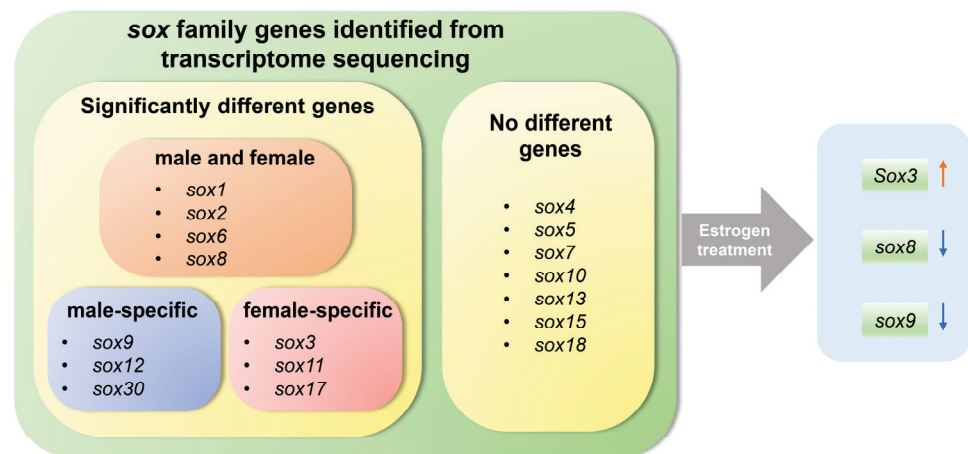 sox family genes identified from
transcriptome sequencing
Significantly different genes
male and female
• sox1
• sox2
• sox6
• sox8
male-specific
• sox9
• sox12
• sox30
female-specific
• sox3
• sox11
• sox17
No different
genes
• sox4
• sox5
• sox7
• sox10
• sox13
• sox15
• sox18
Estrogen
treatment
Sox3 ↑
sox8 ↓
sox9 ↓